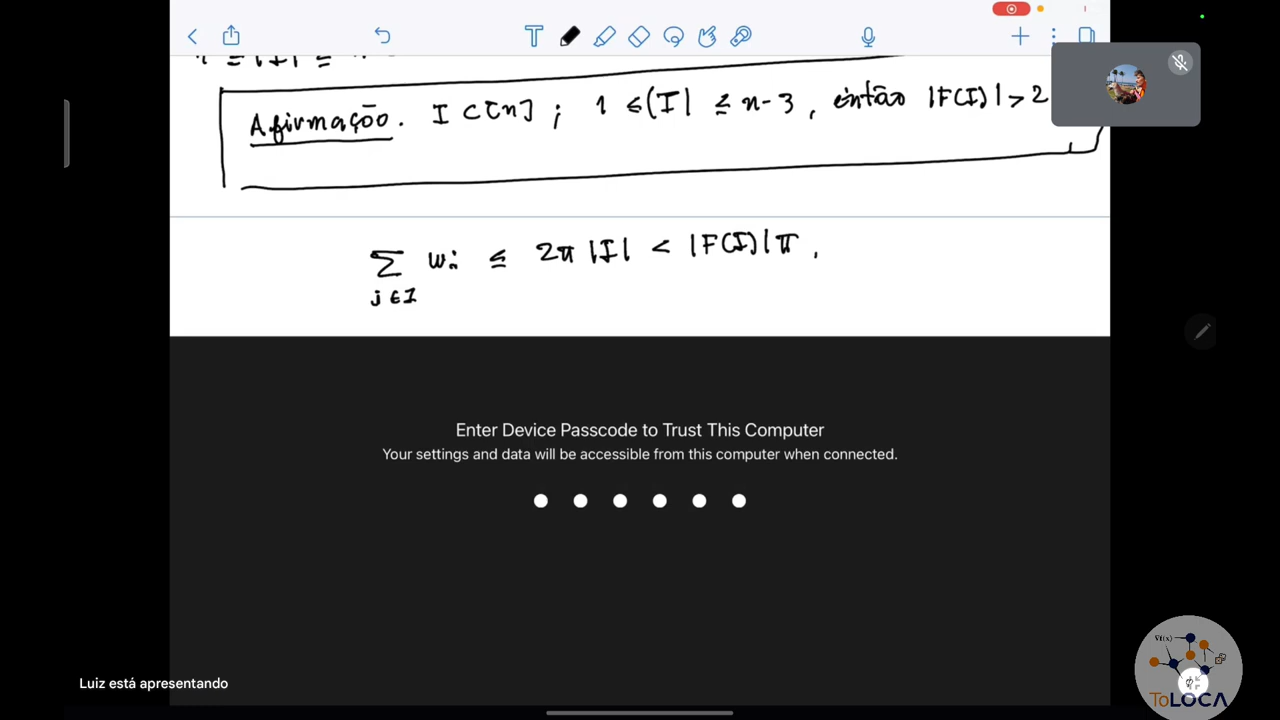 Afirmação. I ⊂ [n] ; 1 ≤ |I| ≤ n-3, então |F(I)| > 2
∑ wi ≤ 2π |I| < |F(I)| π,
j ∈ I
Enter Device Passcode to Trust This Computer
Your settings and data will be accessible from this computer when connected.
Luiz está apresentando
∇f(x)
ToLOCA